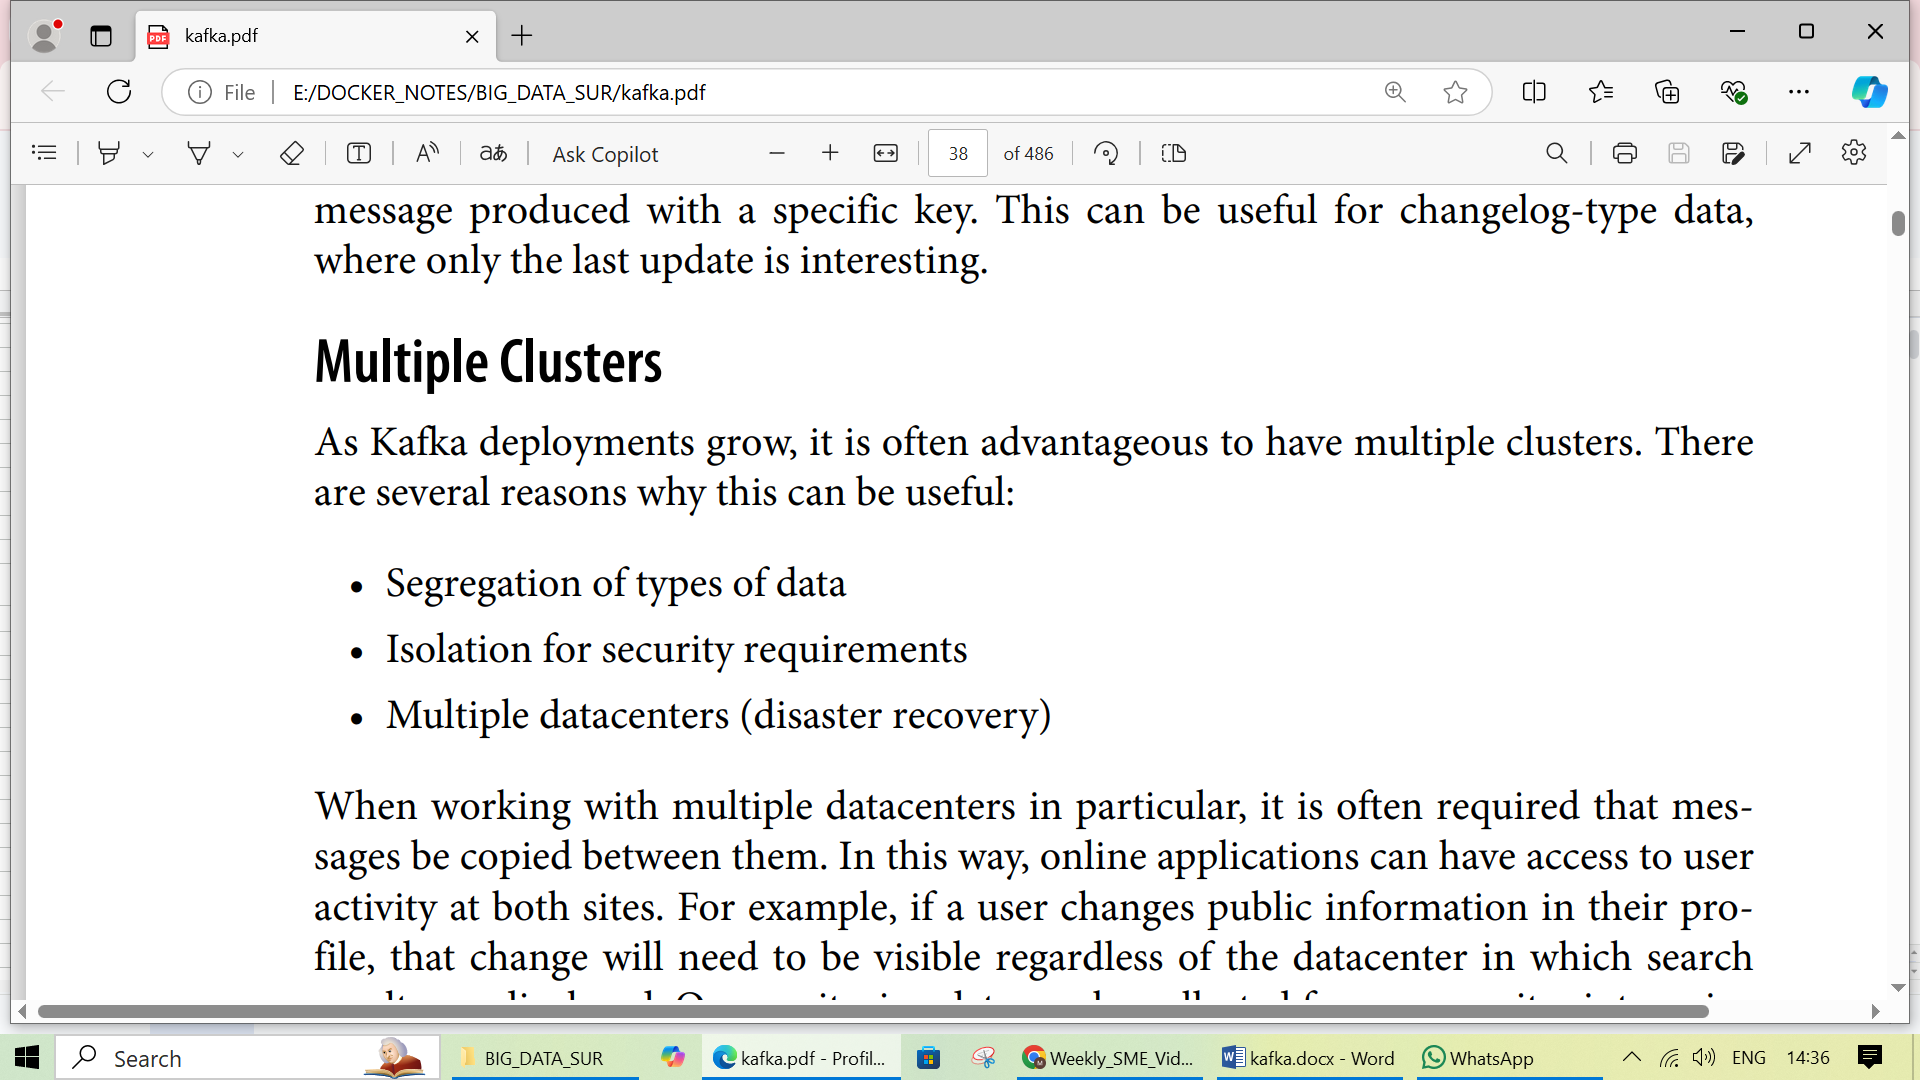 kafka.pdf
File
E:/DOCKER_NOTES/BIG_DATA_SUR/kafka.pdf
Ask Copilot
38
of 486
message produced with a specific key. This can be useful for changelog-type data,
where only the last update is interesting.
Multiple Clusters
As Kafka deployments grow, it is often advantageous to have multiple clusters. There
are several reasons why this can be useful:
• Segregation of types of data
• Isolation for security requirements
• Multiple datacenters (disaster recovery)
When working with multiple datacenters in particular, it is often required that mes-
sages be copied between them. In this way, online applications can have access to user
activity at both sites. For example, if a user changes public information in their pro-
file, that change will need to be visible regardless of the datacenter in which search
Search
BIG_DATA_SUR
kafka.pdf - Profil...
Weekly_SME_Vid...
kafka.docx - Word
WhatsApp
ENG
14:36